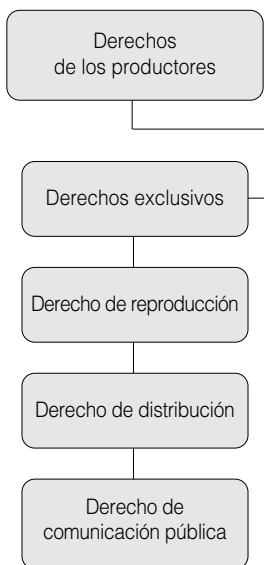 Derechos
de los productores
Derechos exclusivos
Derecho de reproducción
Derecho de distribución
Derecho de
comunicación pública